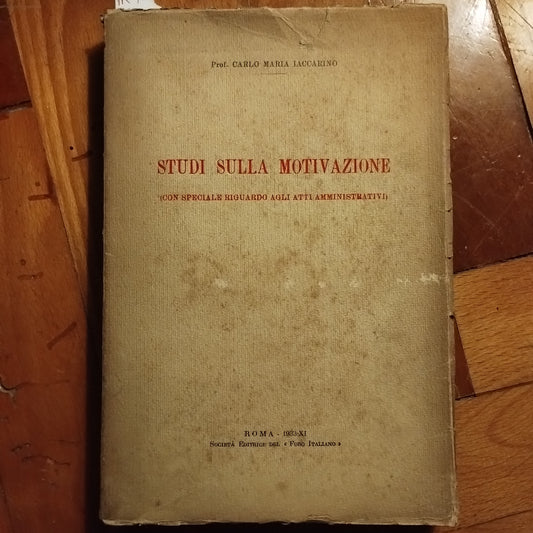 Prof. CARLO MARIA IACCARINO
STUDI SULLA MOTIVAZIONE
(CON SPECIALE RIGUARDO AGLI ATTI AMMINISTRATIVI)
ROMA - 1933-XI
SOCIETÀ EDITRICE DEL « FORO ITALIANO »